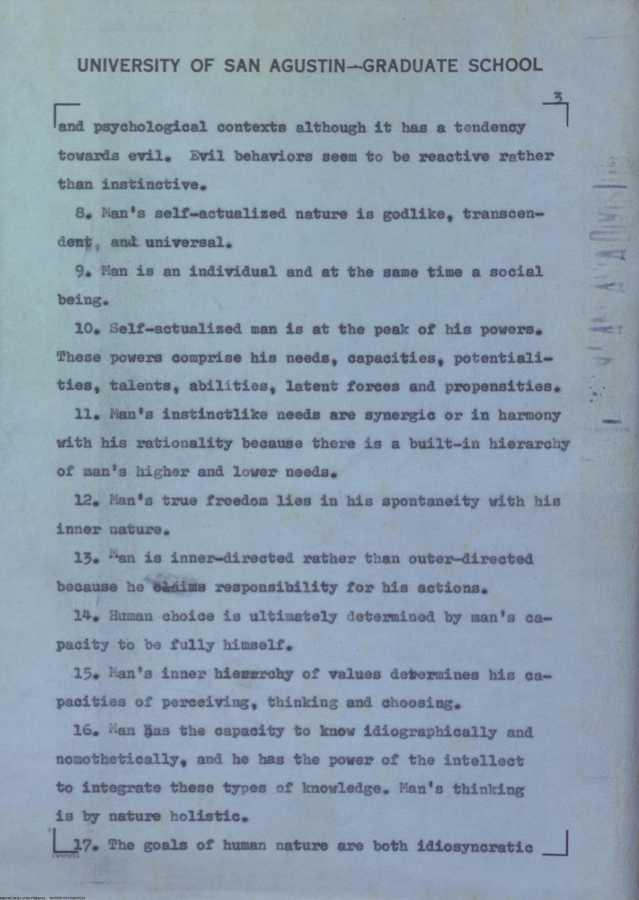 UNIVERSITY OF SAN AGUSTIN—GRADUATE SCHOOL
3
and psychological contexts although it has a tendency
towards evil. Evil behaviors seem to be reactive rather
than instinctive.
8. Man's self-actualized nature is godlike, transcen-
dent, and universal.
9. Man is an individual and at the same time a social
being.
10. Self-actualized man is at the peak of his powers.
These powers comprise his needs, capacities, potentiali-
ties, talents, abilities, latent forces and propensities.
11. Man's instinctlike needs are synergic or in harmony
with his rationality because there is a built-in hierarchy
of man's higher and lower needs.
12. Man's true freedom lies in his spontaneity with his
inner nature.
13. Man is inner-directed rather than outer-directed
because he claims responsibility for his actions.
14. Human choice is ultimately determined by man's ca-
pacity to be fully himself.
15. Man's inner hierarchy of values determines his ca-
pacities of perceiving, thinking and choosing.
16. Man has the capacity to know idiographically and
nomothetically, and he has the power of the intellect
to integrate these types of knowledge. Man's thinking
is by nature holistic.
17. The goals of human nature are both idiosyncratic